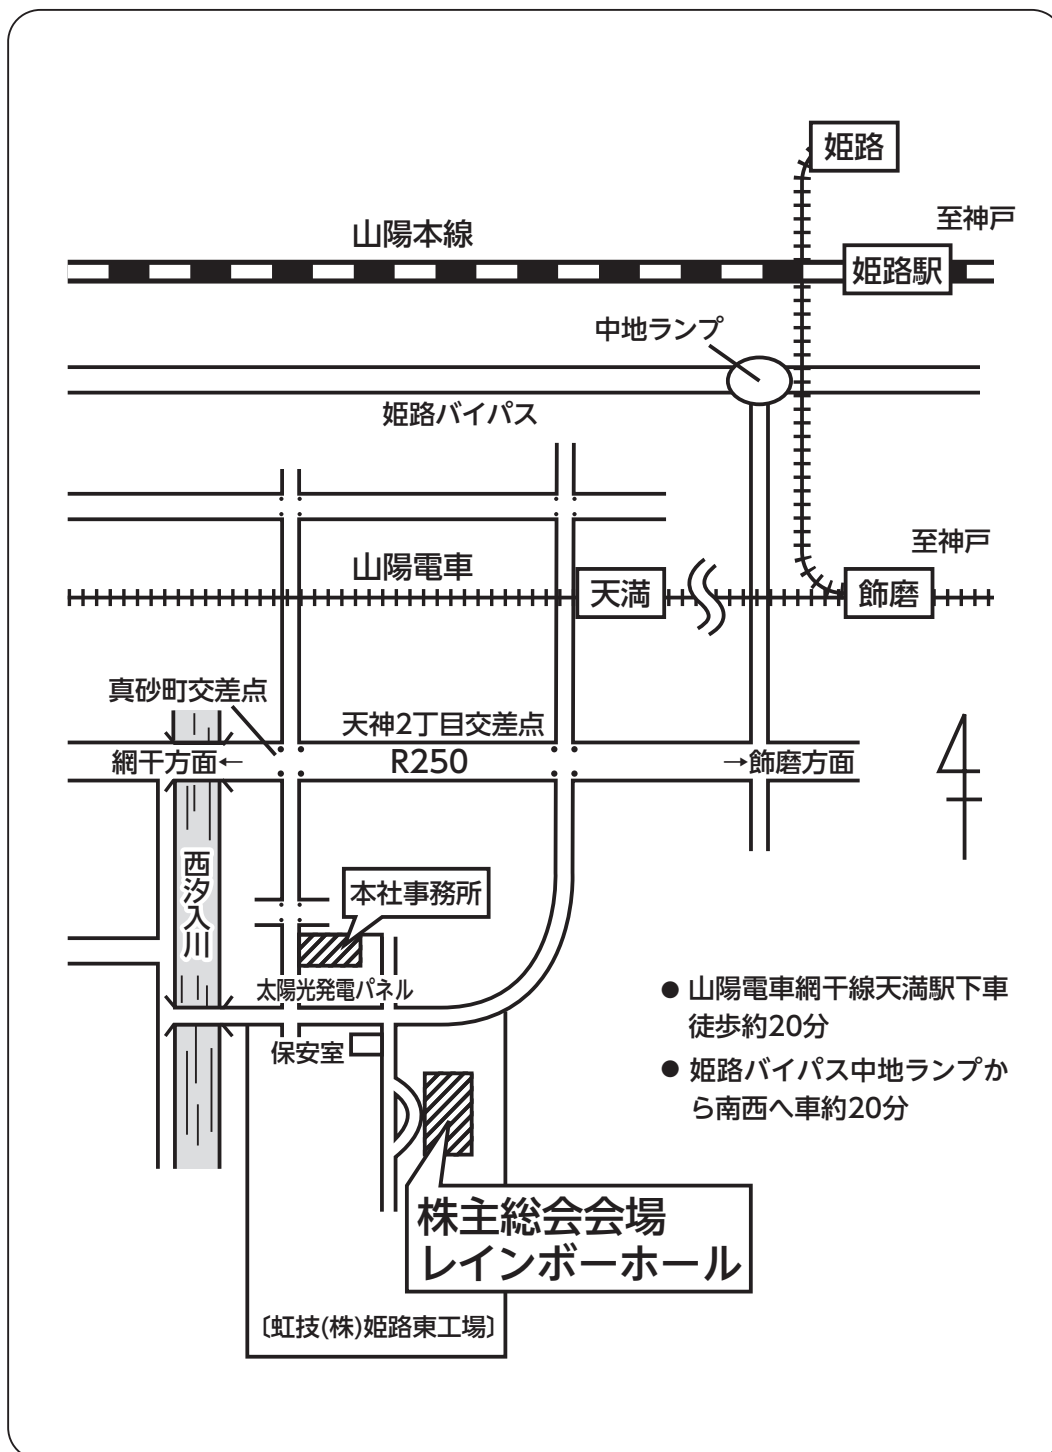 姫路
至神戸
山陽本線
姫路駅
中地ランプ
姫路バイパス
至神戸
山陽電車
天満
飾磨
真砂町交差点
天神2丁目交差点
網干方面←
R250
→飾磨方面
西汐入川
本社事務所
太陽光発電パネル
保安室
● 山陽電車網干線天満駅下車
徒歩約20分
● 姫路バイパス中地ランプか
ら南西へ車約20分
株主総会会場
レインボーホール
〔虹技(株)姫路東工場〕